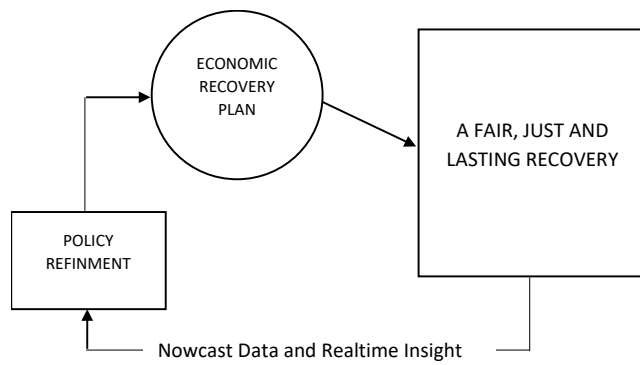 ECONOMIC
RECOVERY
PLAN
A FAIR, JUST AND
LASTING RECOVERY
POLICY
REFINMENT
Nowcast Data and Realtime Insight